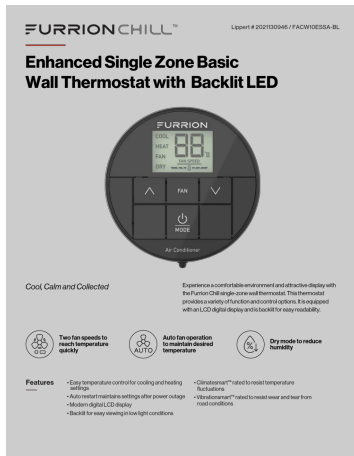 FURRION CHILL™
Lippert # 2021130946 / FACW10ESSA-BL
Enhanced Single Zone Basic
Wall Thermostat with Backlit LED
FURRION
COOL
HEAT
FAN
DRY
88
FAN SPEED
FAN
MODE
Air Conditioner
Cool, Calm and Collected
Experience a comfortable environment and attractive display with
the Furrion Chill single-zone wall thermostat. This thermostat
provides a variety of function and control options. It is equipped
with an LCD digital display and is backlit for easy readability.
Two fan speeds to
reach temperature
quickly
AUTO
Auto fan operation
to maintain desired
temperature
%
Dry mode to reduce
humidity
Features
• Easy temperature control for cooling and heating
settings
• Auto restart maintains settings after power outage
• Modern digital LCD display
• Backlit for easy viewing in low light conditions
• Climatesmart™ rated to resist temperature
fluctuations
• Vibrationsmart™ rated to resist wear and tear from
road conditions